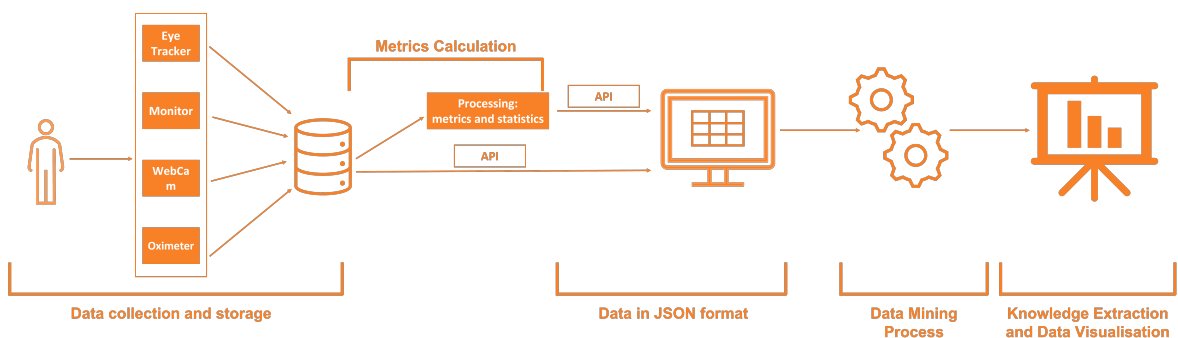 Eye
Tracker
Monitor
WebCa
m
Oximeter
Metrics Calculation
Processing:
metrics and statistics
API
API
Data collection and storage
Data in JSON format
Data Mining
Process
Knowledge Extraction
and Data Visualisation